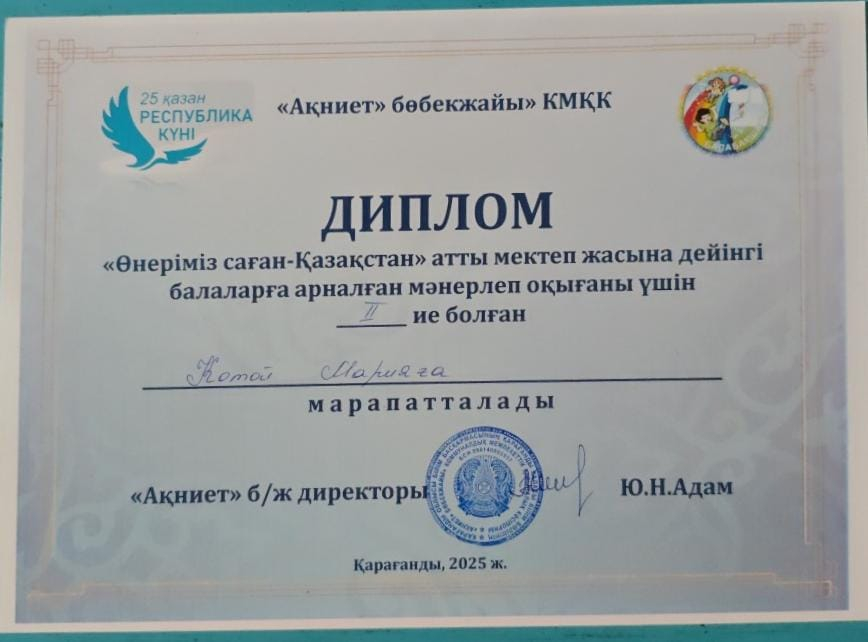 25 қазан
РЕСПУБЛИКА
КҮНІ
«Ақниет» бөбекжайы» КМҚК
БАЛАБАҚША
ДИПЛОМ
«Өнеріміз саған-Қазақстан» атты мектеп жасына дейінгі
балаларға арналған мәнерлеп оқығаны үшін
II ие болған
Котой Марияға
марапатталады
«Ақниет» б/ж директоры Ю.Н.Адам
Қарағанды, 2025 ж.